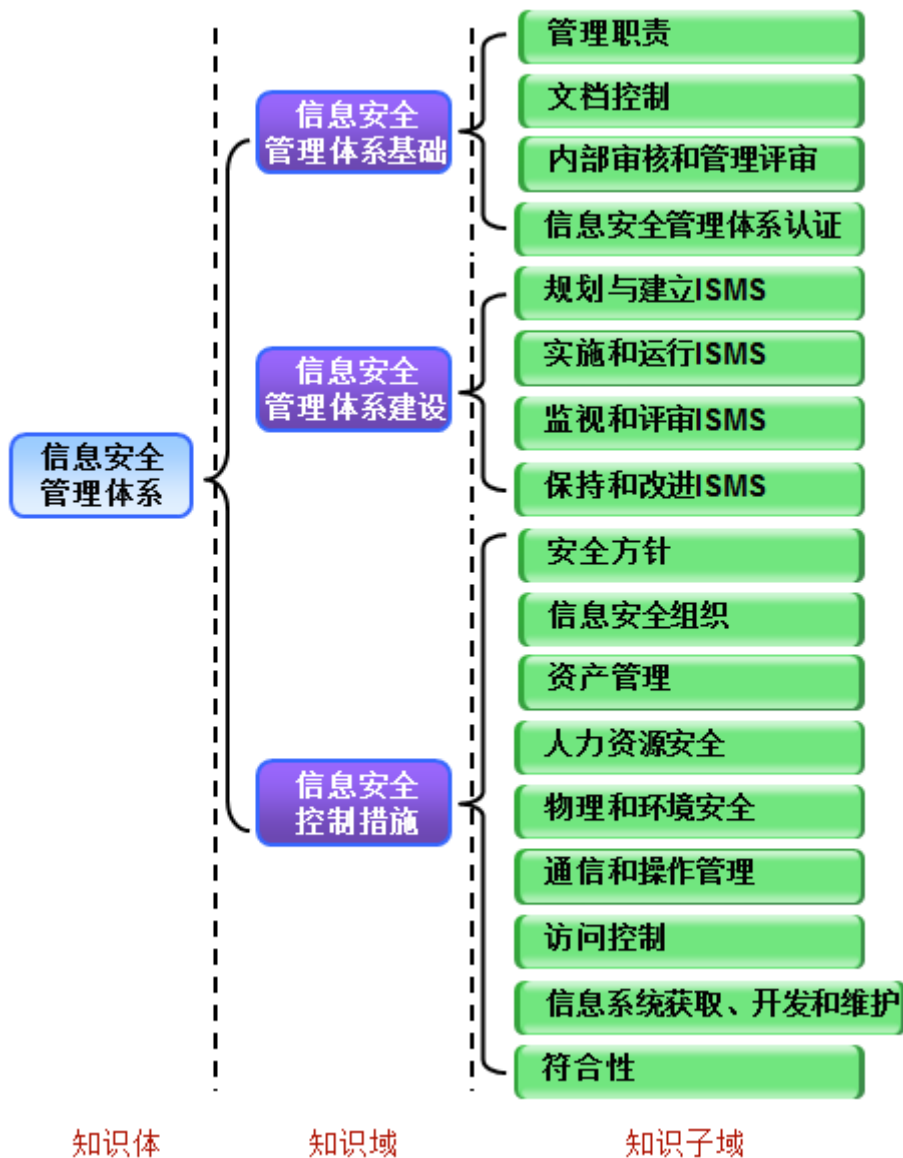 信息安全
管理体系
信息安全
管理体系基础
管理职责
文档控制
内部审核和管理评审
信息安全管理体系认证
信息安全
管理体系建设
规划与建立ISMS
实施和运行ISMS
监视和评审ISMS
保持和改进ISMS
信息安全
控制措施
安全方针
信息安全组织
资产管理
人力资源安全
物理和环境安全
通信和操作管理
访问控制
信息系统获取、开发和维护
符合性
知识体
知识域
知识子域